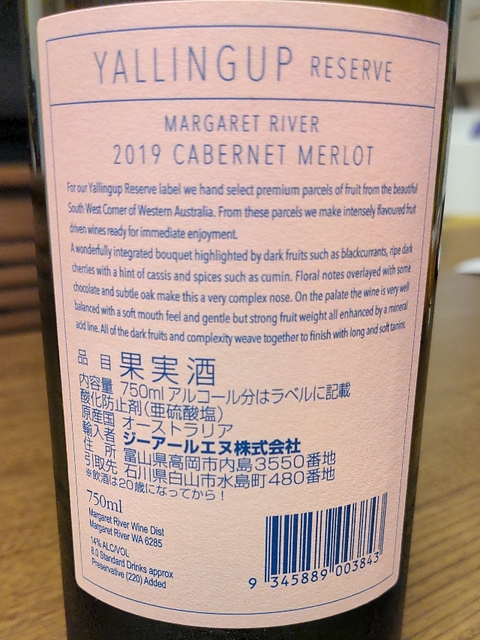 YALLINGUP RESERVE
MARGARET RIVER
2019 CABERNET MERLOT
For our Yallingup Reserve label we hand select premium parcels of fruit from the beautiful
South West Corner of Western Australia. From these parcels we make intensely flavoured fruit
driven wines ready for immediate enjoyment.
A wonderfully integrated bouquet highlighted by dark fruits such as blackcurrants, ripe dark
cherries with a hint of cassis and spices such as cumin. Floral notes overlayed with some
chocolate and subtle oak make this a very complex nose. On the palate the wine is very well
balanced with a soft mouth feel and gentle but strong fruit weight all enhanced by a mineral
add line. All of the dark fruits and complexity weave together to finish with long and soft tanins.
品 目 果実酒
内容量 750ml アルコール分はラベルに記載
酸化防止剤(亜硫酸塩)
原産国 オーストラリア
輸入者 ジーアールエヌ株式会社
住 所 富山県高岡市内島3550番地
引取先 石川県白山市水島町480番地
※飲酒は20歳になってから!
750ml
Margaret River Wine Dist
Margaret River WA 6285
14% ALC/VOL
8.0 Standard Drinks approx
Preservative (220) Added
9 345889 003843